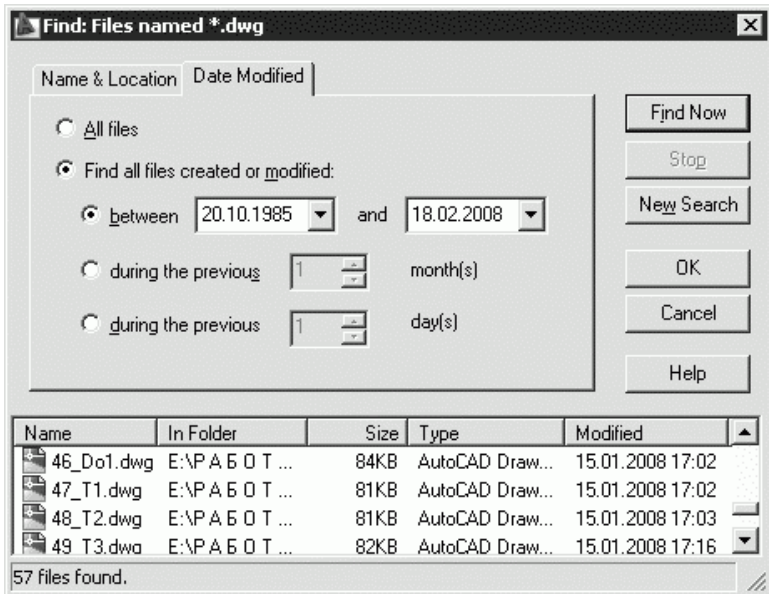 Find: Files named *.dwg
Name & Location Date Modified
All files
Find all files created or modified:
between 20.10.1985 and 18.02.2008
during the previous 1 month(s)
during the previous 1 day(s)
Find Now
Stop
New Search
OK
Cancel
Help
Name In Folder Size Type Modified
46_Do1.dwg E:\Р А Б О Т ... 84KB AutoCAD Draw... 15.01.2008 17:02
47_T1.dwg E:\Р А Б О Т ... 81KB AutoCAD Draw... 15.01.2008 17:02
48_T2.dwg E:\Р А Б О Т ... 81KB AutoCAD Draw... 15.01.2008 17:03
49_T3.dwg E:\Р А Б О Т ... 82KB AutoCAD Draw... 15.01.2008 17:16
57 files found.